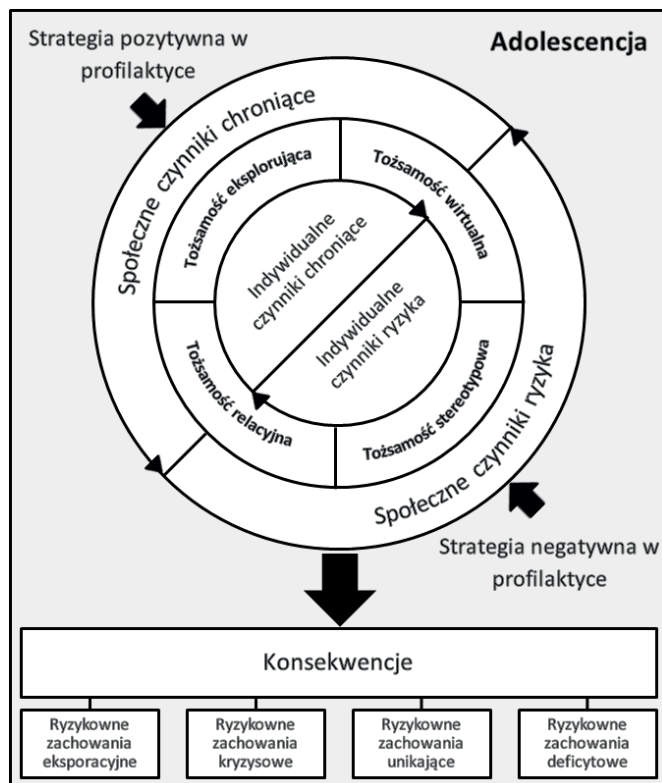 Strategia pozytywna w
profilaktyce
Adolescencja
Społeczne czynniki chroniące
Tożsamość eksplorująca
Tożsamość wirtualna
Indywidualne
czynniki chroniące
Indywidualne
czynniki ryzyka
Tożsamość relacyjna
Tożsamość stereotypowa
Społeczne czynniki ryzyka
Strategia negatywna w
profilaktyce
Konsekwencje
Ryzykowne
zachowania
eksporacyjne
Ryzykowne
zachowania
kryzysowe
Ryzykowne
zachowania
unikające
Ryzykowne
zachowania
deficytowe